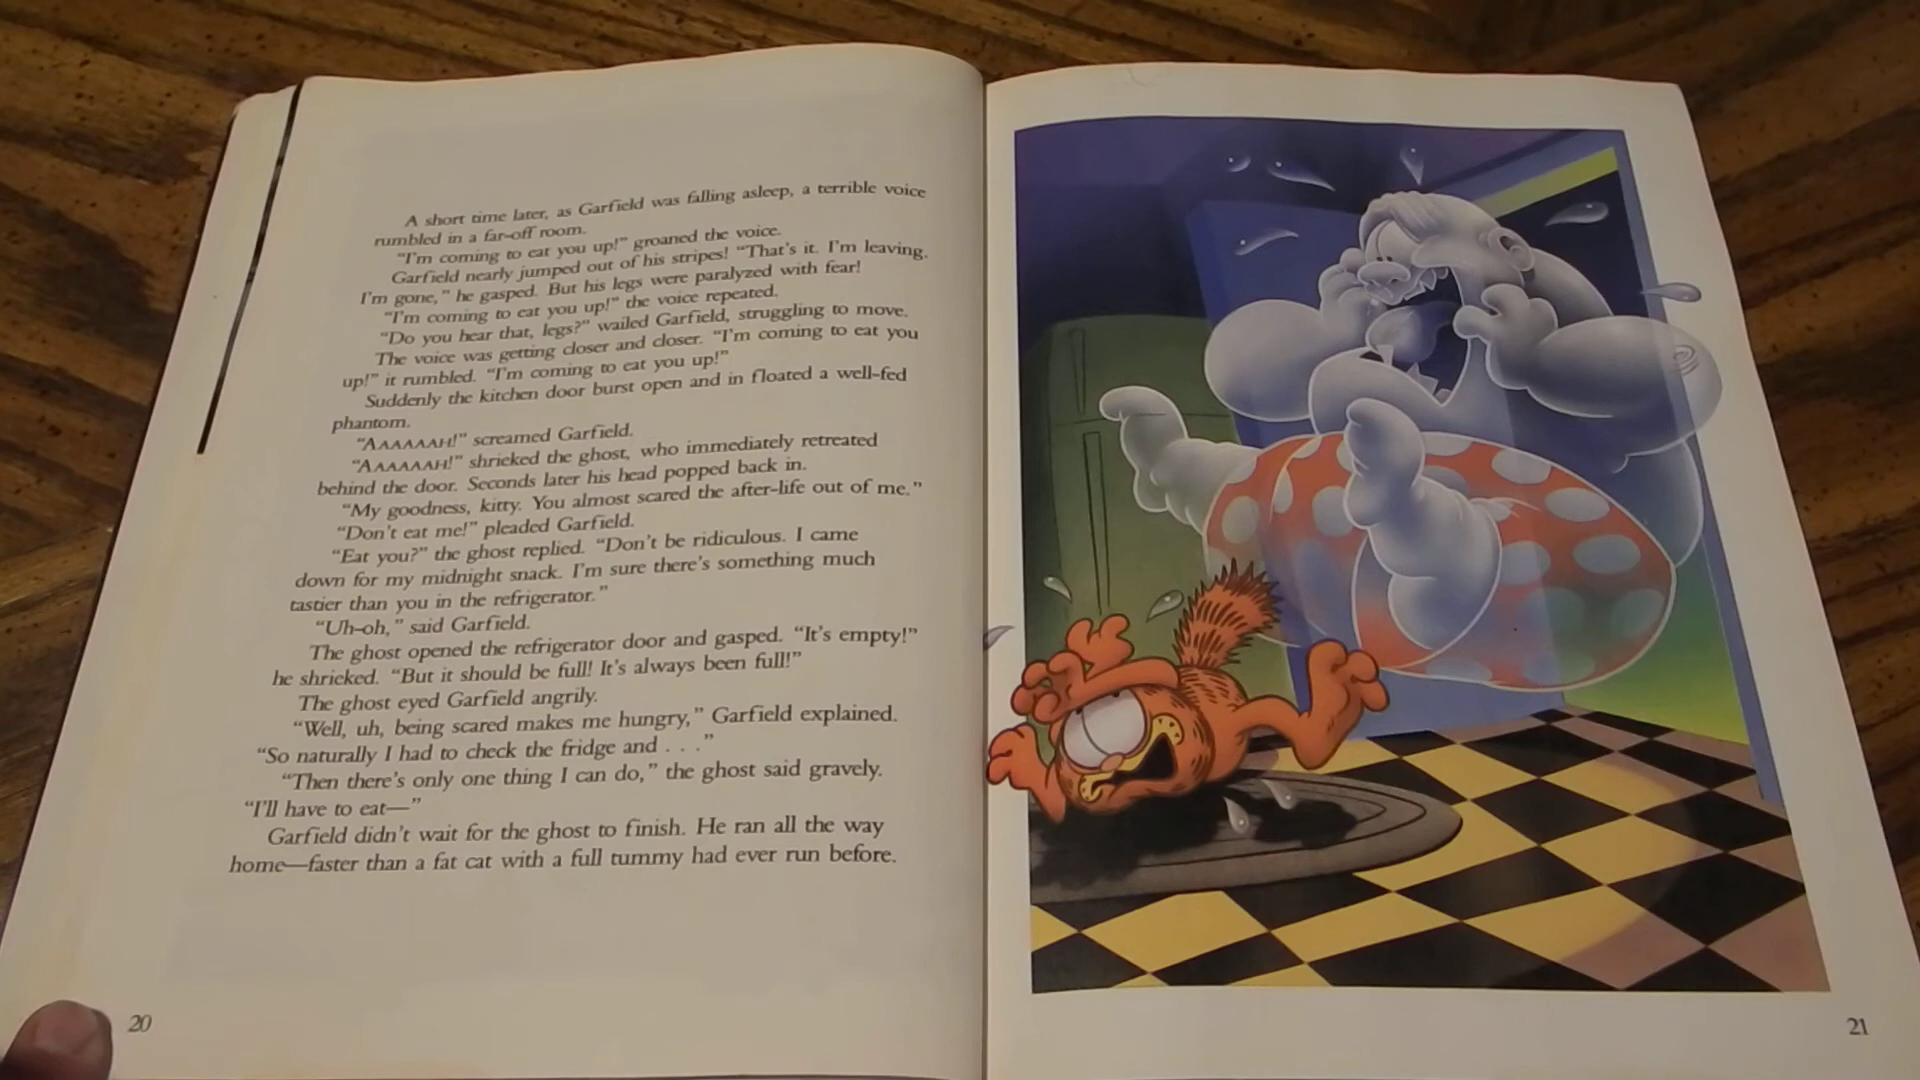 A short time later, as Garfield was falling asleep, a terrible voice
rumbled in a far-off room.
"I'm coming to eat you up!" groaned the voice.
Garfield nearly jumped out of his stripes! "That's it. I'm leaving.
I'm gone," he gasped. But his legs were paralyzed with fear!
"I'm coming to eat you up!" the voice repeated.
"Do you hear that, legs?" wailed Garfield, struggling to move.
The voice was getting closer and closer. "I'm coming to eat you
up!" it rumbled. "I'm coming to eat you up!"
Suddenly the kitchen door burst open and in floated a well-fed
phantom.
"AAAAAAH!" screamed Garfield.
"AAAAAAH!" shrieked the ghost, who immediately retreated
behind the door. Seconds later his head popped back in.
"My goodness, kitty. You almost scared the after-life out of me."
"Don't eat me!" pleaded Garfield.
"Eat you?" the ghost replied. "Don't be ridiculous. I came
down for my midnight snack. I'm sure there's something much
tastier than you in the refrigerator."
"Uh-oh," said Garfield.
The ghost opened the refrigerator door and gasped. "It's empty!"
he shrieked. "But it should be full! It's always been full!"
The ghost eyed Garfield angrily.
"Well, uh, being scared makes me hungry," Garfield explained.
"So naturally I had to check the fridge and . . ."
"Then there's only one thing I can do," the ghost said gravely.
"I'll have to eat—"
Garfield didn't wait for the ghost to finish. He ran all the way
home—faster than a fat cat with a full tummy had ever run before.
20
21